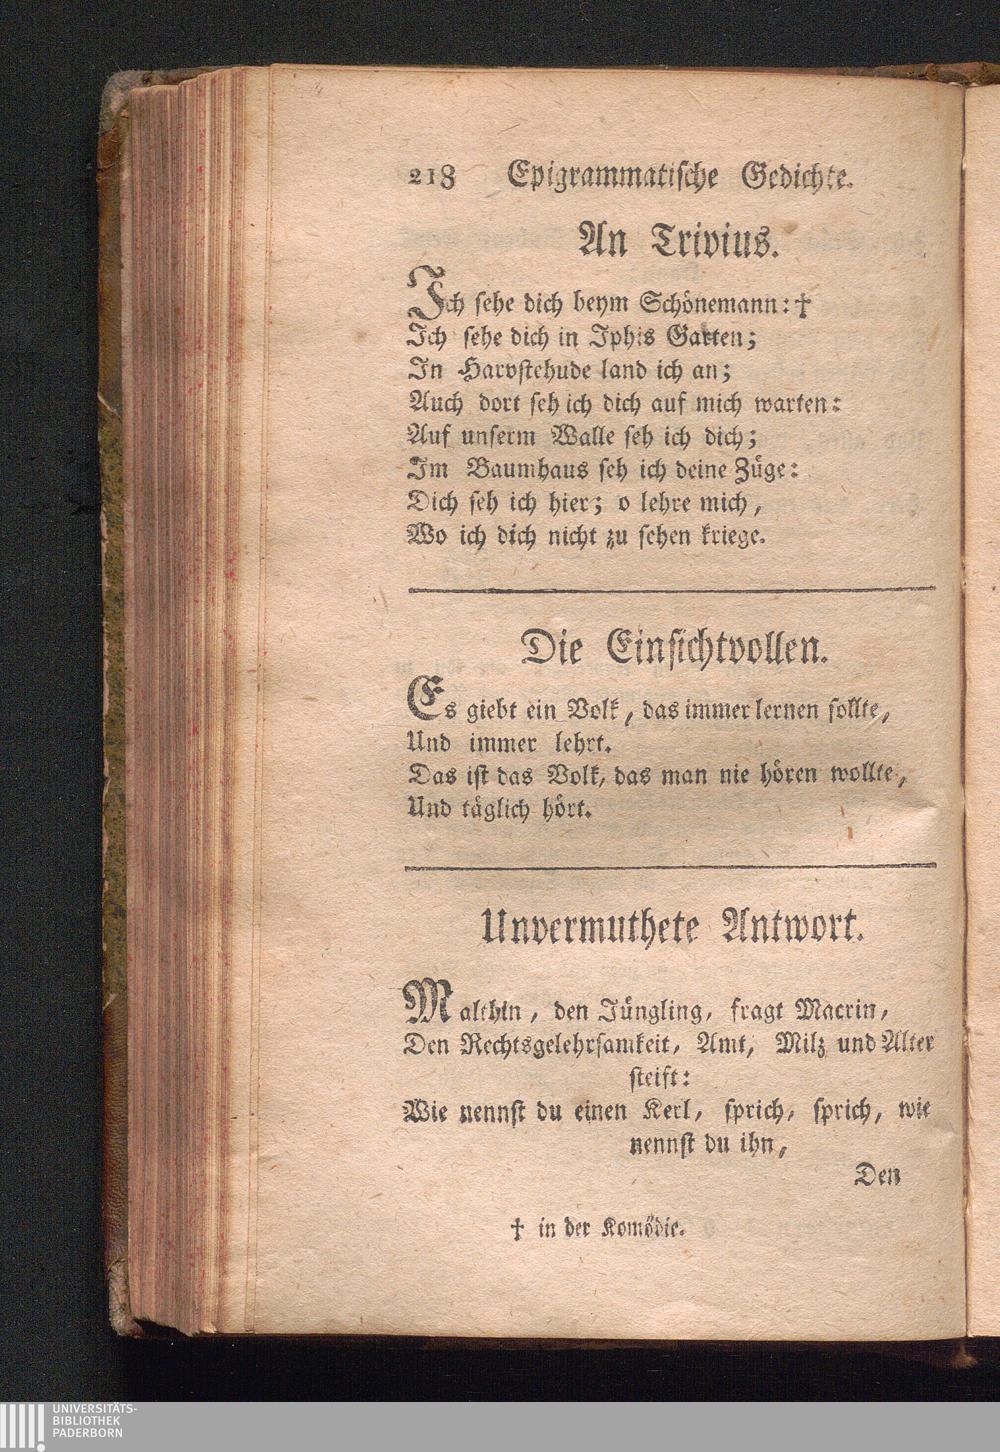 218 Epigrammatische Gedichte.
An Trivius.
Ich sehe dich beym Schönemann: †
Ich sehe dich in Iphis Garten;
In Harvstehude land ich an;
Auch dort seh ich dich auf mich warten:
Auf unserm Walle seh ich dich;
Im Baumhaus seh ich deine Züge:
Dich seh ich hier; o lehre mich,
Wo ich dich nicht zu sehen kriege.
Die Einsichtvollen.
Es giebt ein Volk, das immer lernen sollte,
Und immer lehrt.
Das ist das Volk, das man nie hören wollte,
Und täglich hört.
Unvermuthete Antwort.
Malthin, den Jüngling, fragt Macrin,
Den Rechtsgelehrsamkeit, Amt, Milz und Alter
steift:
Wie nennst du einen Kerl, sprich, sprich, wie
nennst du ihn,
Den
† in der Komödie.
UNIVERSITÄTS-
BIBLIOTHEK
PADERBORN